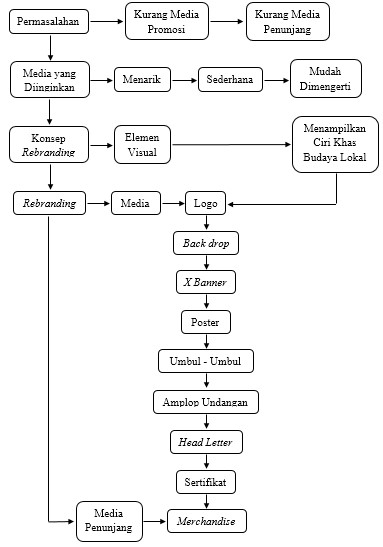 Permasalahan
Kurang Media
Promosi
Kurang Media
Penunjang
Media yang
Diinginkan
Menarik
Sederhana
Mudah
Dimengerti
Konsep
Rebranding
Elemen
Visual
Menampilkan
Ciri Khas
Budaya Lokal
Rebranding
Media
Logo
Back drop
X Banner
Poster
Umbul - Umbul
Amplop Undangan
Head Letter
Sertifikat
Media
Penunjang
Merchandise